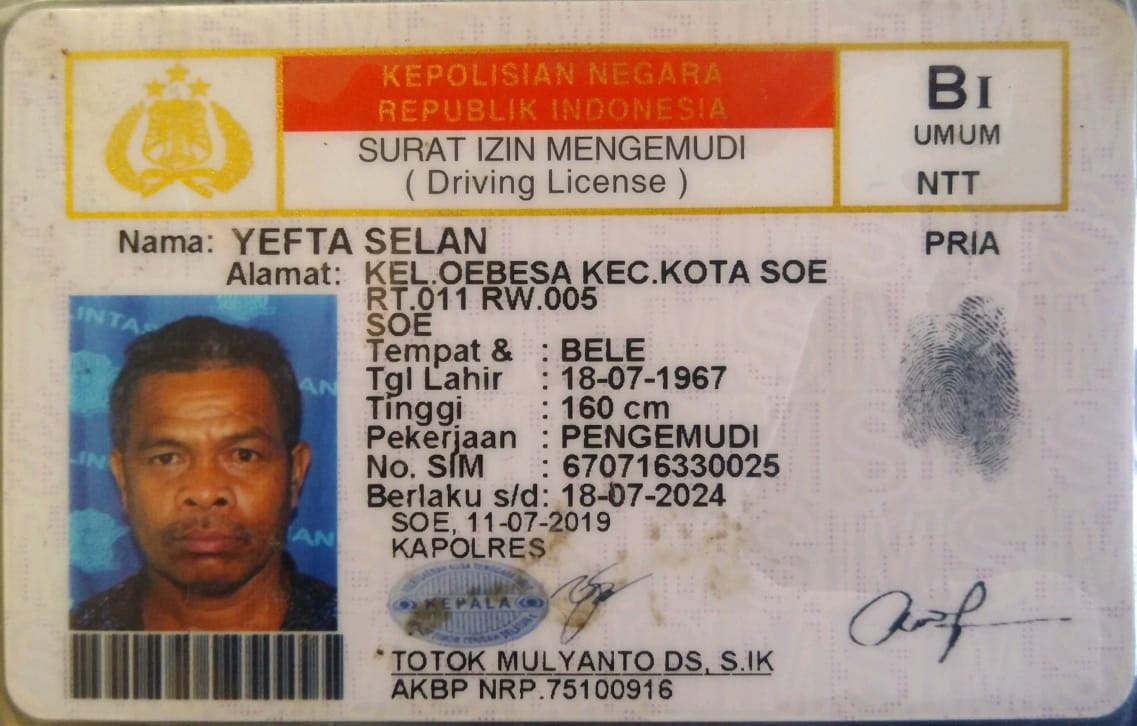 KEPOLISIAN NEGARA
REPUBLIK INDONESIA
SURAT IZIN MENGEMUDI
( Driving License )
BI
UMUM
NTT
Nama: YEFTA SELAN
PRIA
Alamat: KEL.OEBESA KEC.KOTA SOE
RT.011 RW.005
SOE
Tempat & : BELE
Tgl Lahir : 18-07-1967
Tinggi : 160 cm
Pekerjaan : PENGEMUDI
No. SIM : 670716330025
Berlaku s/d: 18-07-2024
SOE, 11-07-2019
KAPOLRES
KEPALA
TOTOK MULYANTO DS, S.IK
AKBP NRP.75100916